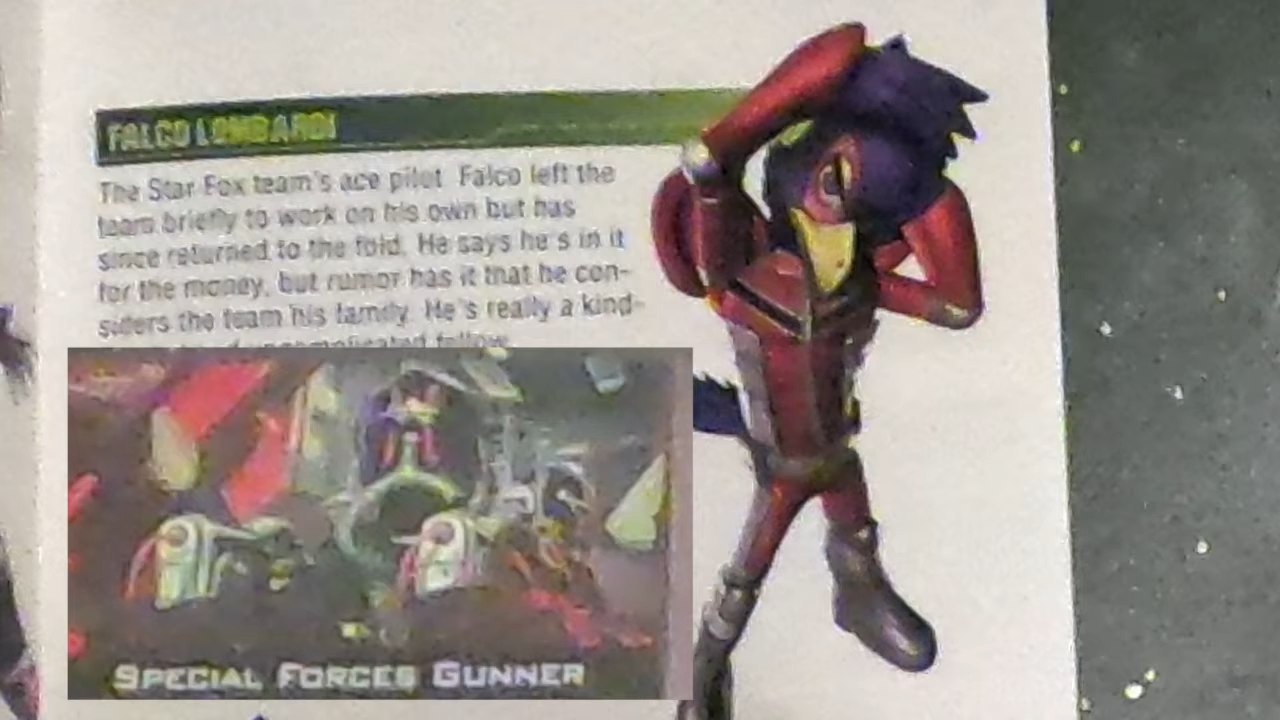 FALCO LOMBARDI
The Star Fox team's ace pilot. Falco left the
team briefly to work on his own but has
since returned to the fold. He says he's in it
for the money, but rumor has it that he con-
siders the team his family. He's really a kind-
uncomplicated fellow.
SPECIAL FORCES GUNNER